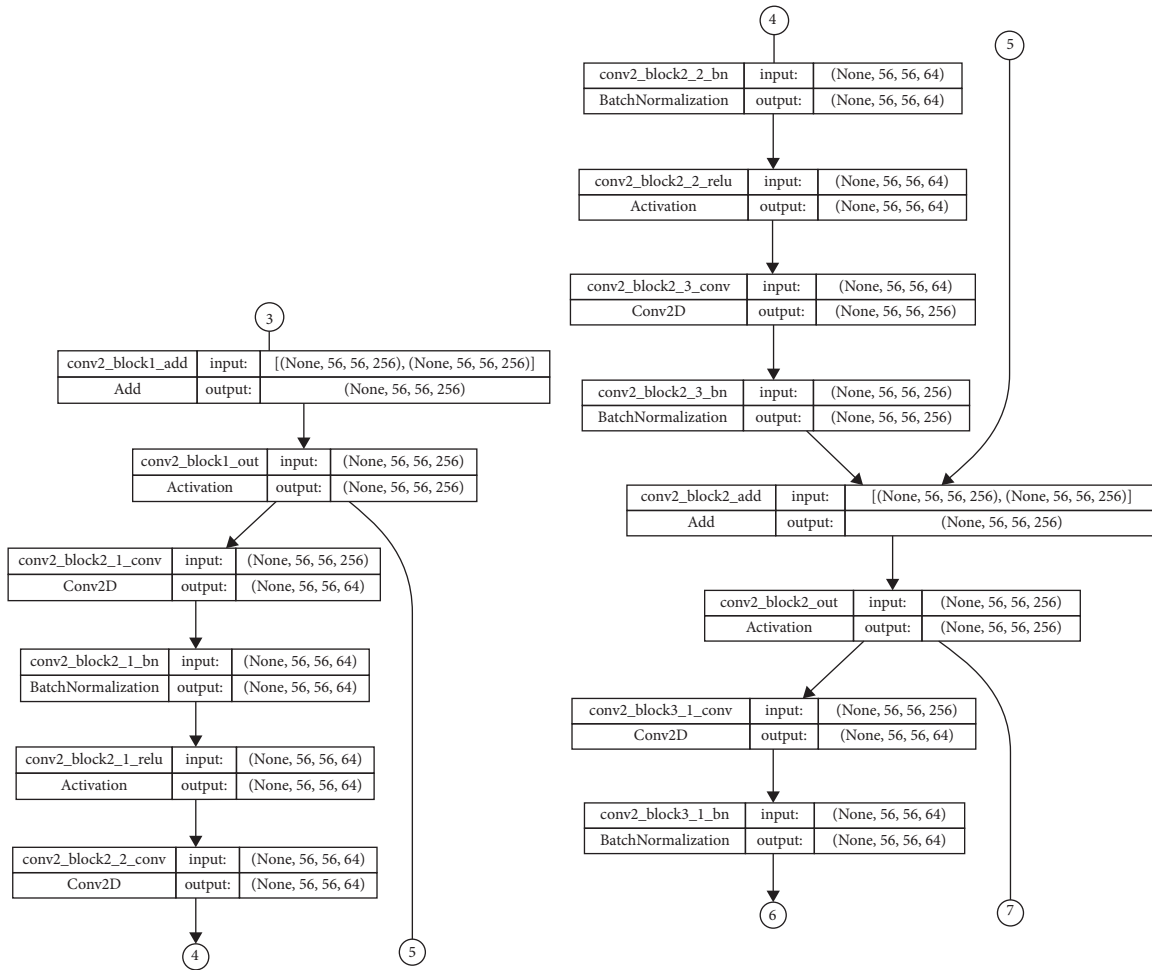 3
conv2_block1_add input: [(None, 56, 56, 256), (None, 56, 56, 256)]
Add output: (None, 56, 56, 256)
conv2_block1_out input: (None, 56, 56, 256)
Activation output: (None, 56, 56, 256)
conv2_block2_1_conv input: (None, 56, 56, 256)
Conv2D output: (None, 56, 56, 64)
conv2_block2_1_bn input: (None, 56, 56, 64)
BatchNormalization output: (None, 56, 56, 64)
conv2_block2_1_relu input: (None, 56, 56, 64)
Activation output: (None, 56, 56, 64)
conv2_block2_2_conv input: (None, 56, 56, 64)
Conv2D output: (None, 56, 56, 64)
4 5
4 5
conv2_block2_2_bn input: (None, 56, 56, 64)
BatchNormalization output: (None, 56, 56, 64)
conv2_block2_2_relu input: (None, 56, 56, 64)
Activation output: (None, 56, 56, 64)
conv2_block2_3_conv input: (None, 56, 56, 64)
Conv2D output: (None, 56, 56, 256)
conv2_block2_3_bn input: (None, 56, 56, 256)
BatchNormalization output: (None, 56, 56, 256)
conv2_block2_add input: [(None, 56, 56, 256), (None, 56, 56, 256)]
Add output: (None, 56, 56, 256)
conv2_block2_out input: (None, 56, 56, 256)
Activation output: (None, 56, 56, 256)
conv2_block3_1_conv input: (None, 56, 56, 256)
Conv2D output: (None, 56, 56, 64)
conv2_block3_1_bn input: (None, 56, 56, 64)
BatchNormalization output: (None, 56, 56, 64)
6 7